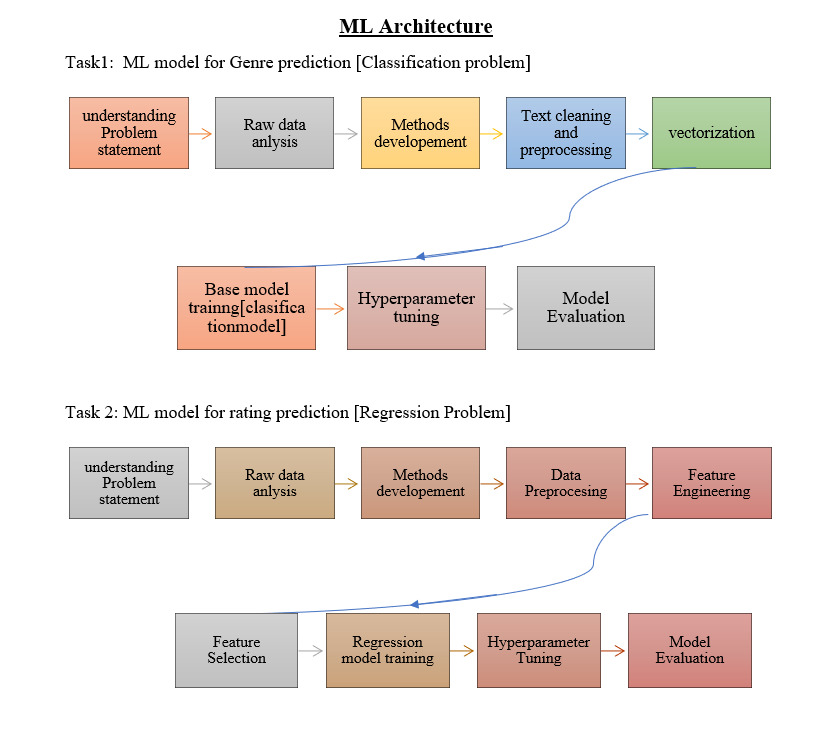 ML Architecture
Task1:  ML model for Genre prediction [Classification problem]
understanding
Problem
statement
Raw data
anlysis
Methods
developement
Text cleaning
and
preprocessing
vectorization
Base model
trainng[clasifica
tionmodel]
Hyperparameter
tuning
Model
Evaluation
Task 2: ML model for rating prediction [Regression Problem]
understanding
Problem
statement
Raw data
anlysis
Methods
developement
Data
Preprocesing
Feature
Engineering
Feature
Selection
Regression
model training
Hyperparameter
Tuning
Model
Evaluation